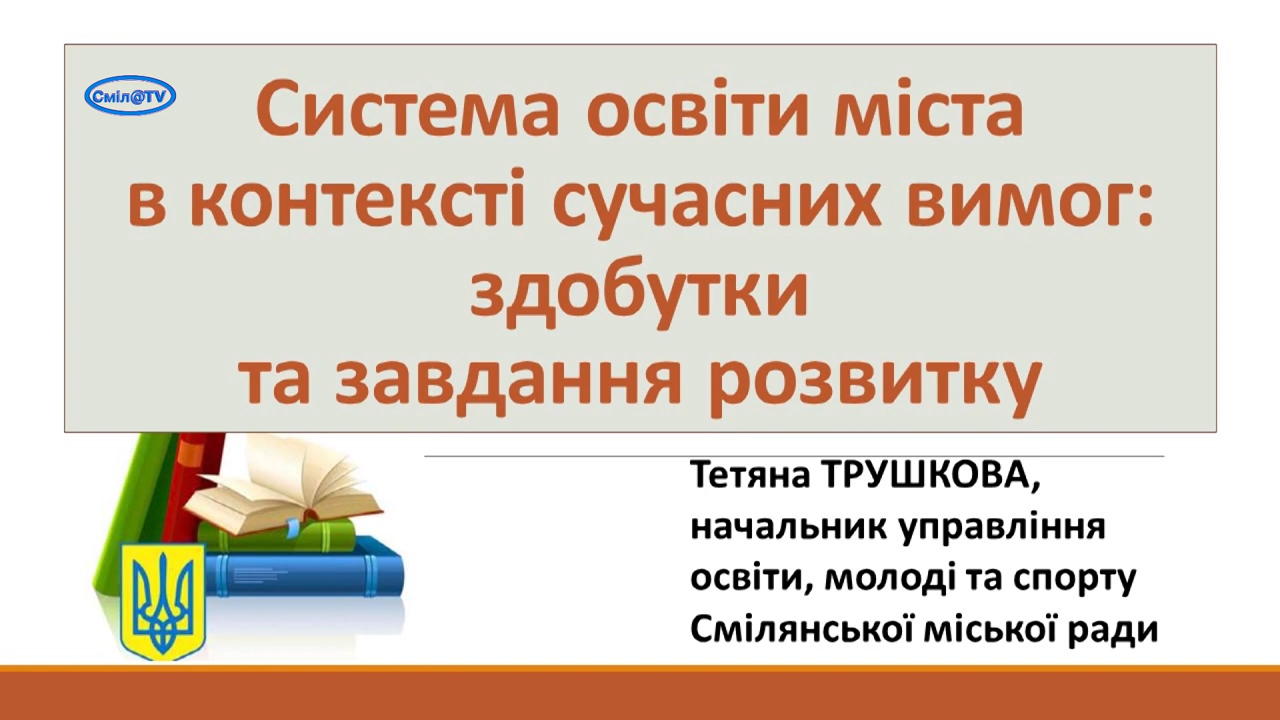 Сміл@TV
Система освіти міста
в контексті сучасних вимог:
здобутки
та завдання розвитку
Тетяна ТРУШКОВА,
начальник управління
освіти, молоді та спорту
Смілянської міської ради